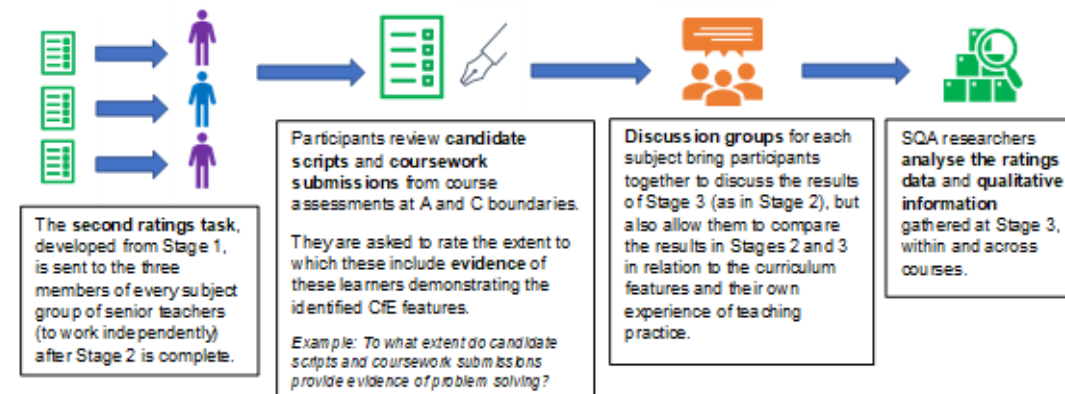 The second ratings task,
developed from Stage 1,
is sent to the three
members of every subject
group of senior teachers
(to work independently)
after Stage 2 is complete.
Participants review candidate
scripts and coursework
submissions from course
assessments at A and C boundaries.
They are asked to rate the extent to
which these include evidence of
these learners demonstrating the
identified CfE features.
Example: To what extent do candidate
scripts and coursework submissions
provide evidence of problem solving?
Discussion groups for each
subject bring participants
together to discuss the results
of Stage 3 (as in Stage 2), but
also allow them to compare
the results in Stages 2 and 3
in relation to the curriculum
features and their own
experience of teaching
practice.
SQA researchers
analyse the ratings
data and qualitative
information
gathered at Stage 3,
within and across
courses.